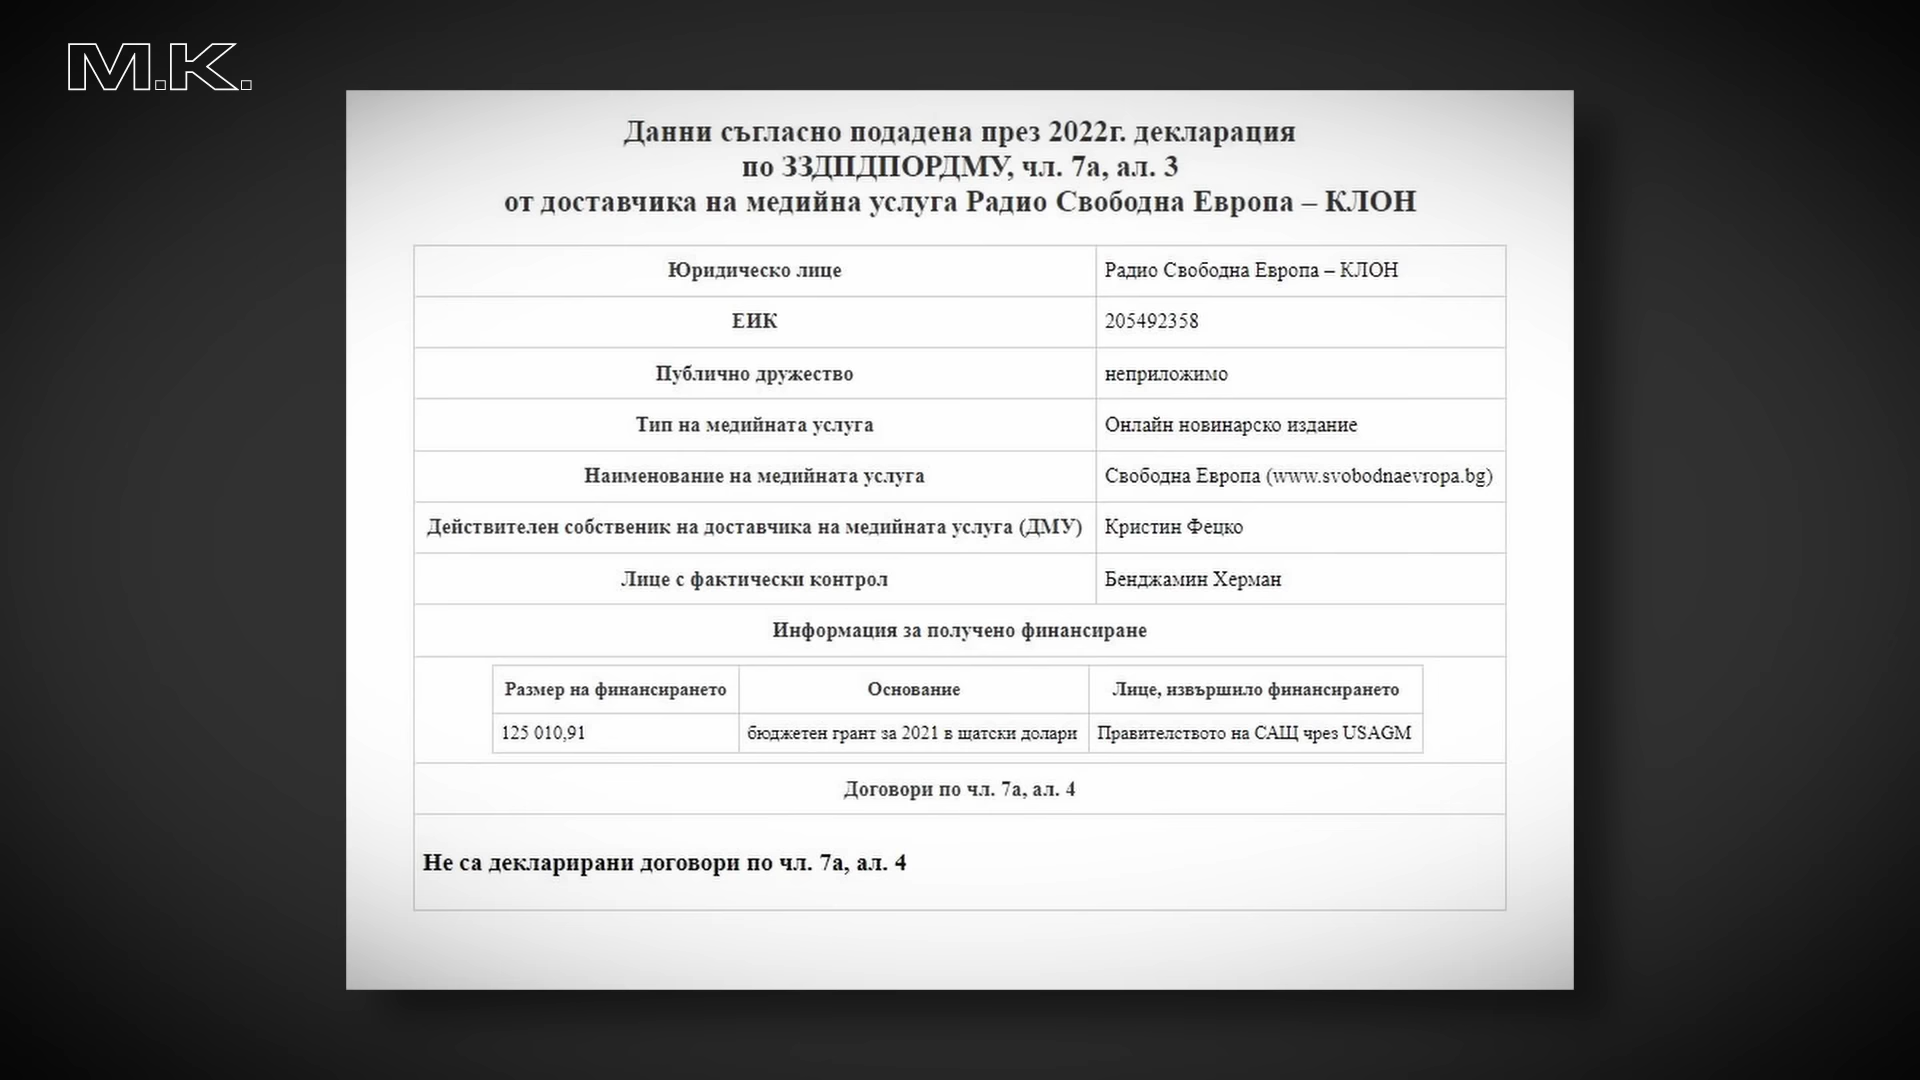 M.K.
Данни съгласно подадена през 2022г. декларация
по ЗЗДПДПОРДМУ, чл. 7а, ал. 3
от доставчика на медийна услуга Радио Свободна Европа – КЛОН
Юридическо лице Радио Свободна Европа – КЛОН
ЕИК 205492358
Публично дружество неприложимо
Тип на медийната услуга Онлайн новинарско издание
Наименование на медийната услуга Свободна Европа (www.svobodnaevropa.bg)
Действителен собственик на доставчика на медийната услуга (ДМУ) Кристин Фецко
Лице с фактически контрол Бенджамин Херман
Информация за получено финансиране
Размер на финансирането Основание Лице, извършило финансирането
125 010,91 бюджетен грант за 2021 в щатски долари Правителството на САЩ чрез USAGM
Договори по чл. 7а, ал. 4
Не са декларирани договори по чл. 7а, ал. 4